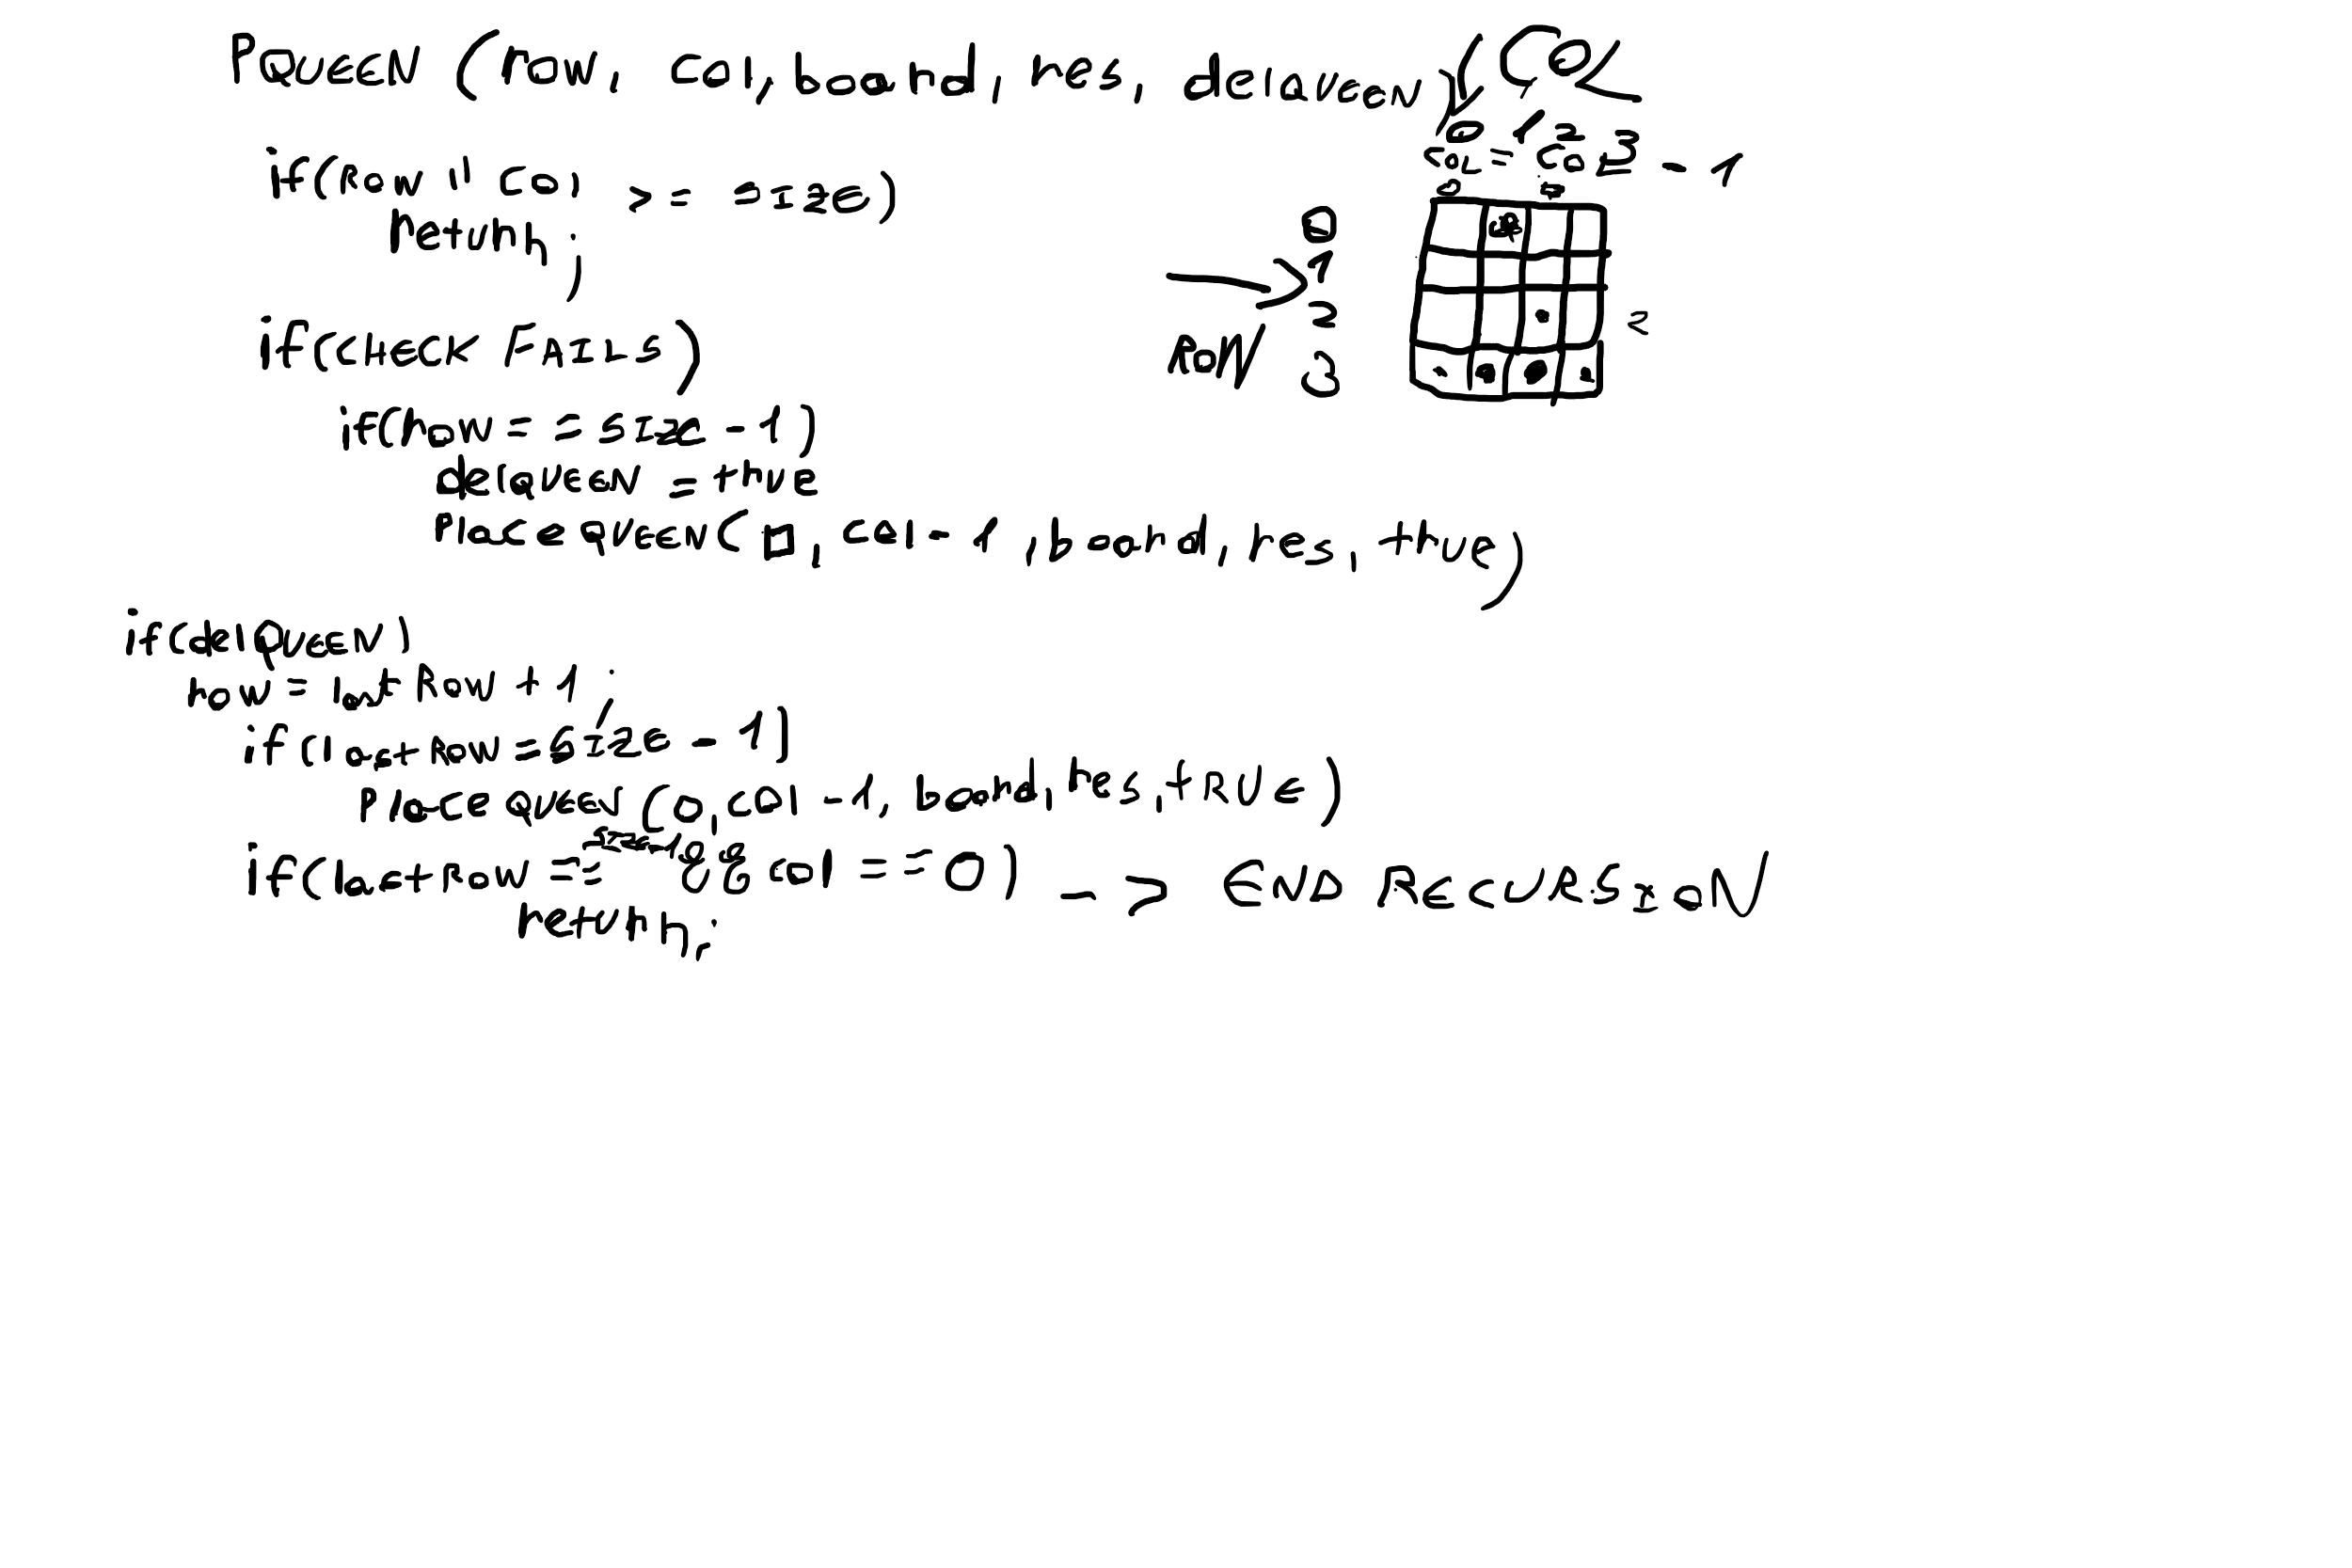 PQUEEN (row, col, board, res, delqueen) COL
0 1 2 3
COL = COL - 1
if(Row || Col >= SIZE)
return;
0
1
2
3
ROW
=
if(CHECK FAILS)
if(row == SIZE - 1)
delqueen = true
Placequeen(0, col-1, board, res, true)
if(delQueen)
row = last Row + 1;
if(lastRow = SIZE - 1)
Placequeen(0, col-1, board, res, tRUE)
if(lastRow == SIZE-1 && col == 0) -> END RECURSION
return;